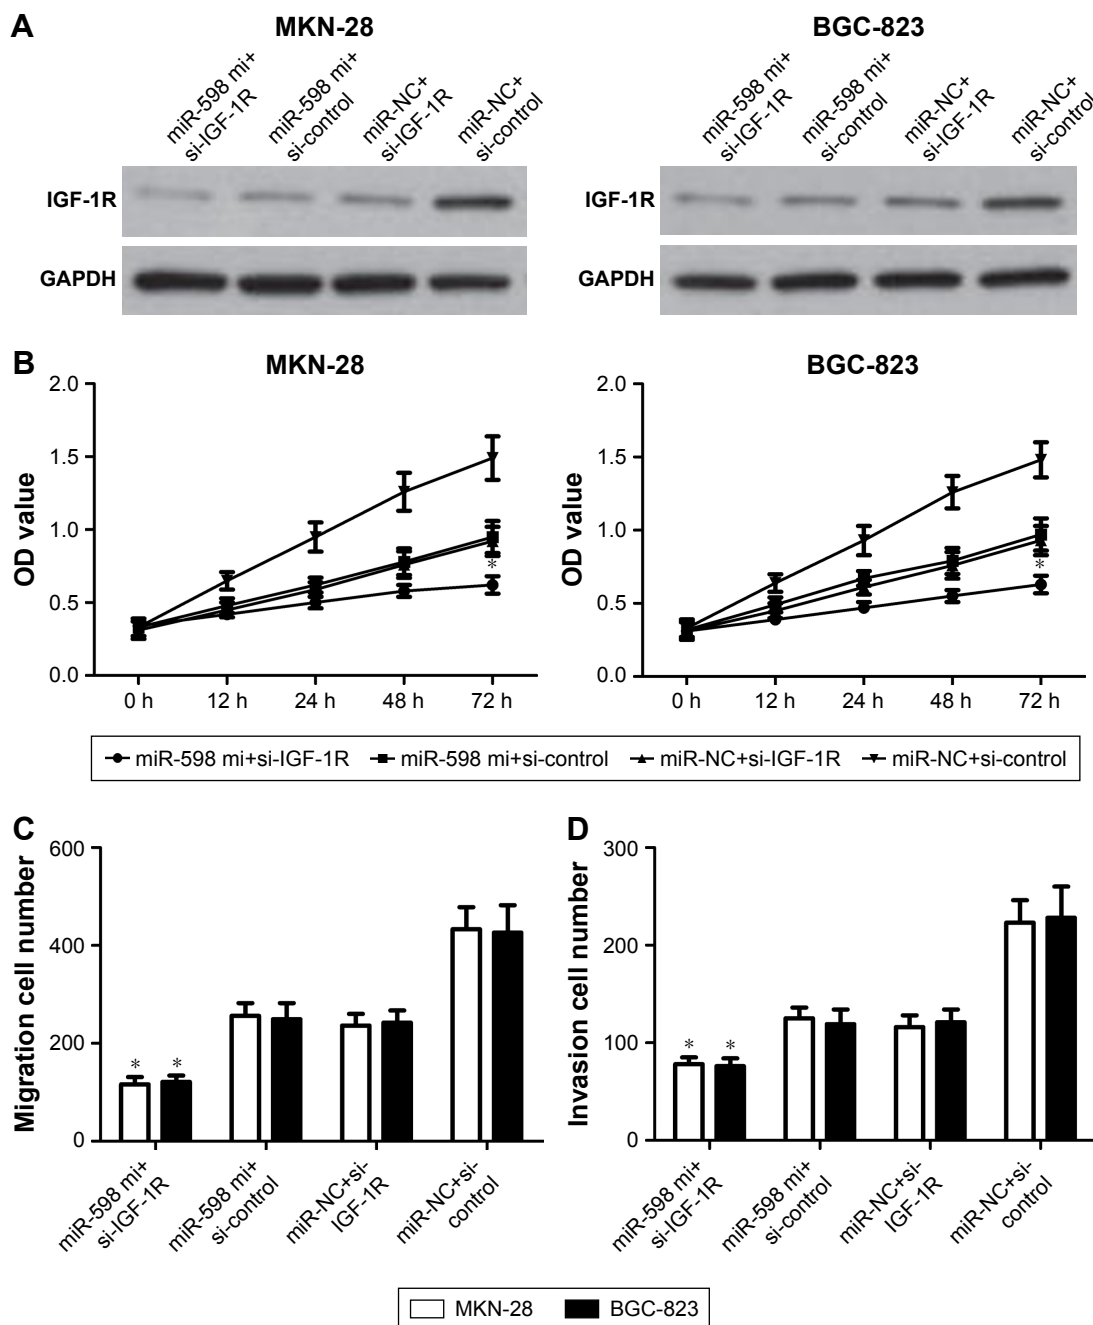 A
MKN-28
BGC-823
miR-598 mi+
si-IGF-1R
miR-598 mi+
si-control
miR-NC+
si-IGF-1R
miR-NC+
si-control
miR-598 mi+
si-IGF-1R
miR-598 mi+
si-control
miR-NC+
si-IGF-1R
miR-NC+
si-control
IGF-1R
GAPDH
IGF-1R
GAPDH
B
MKN-28
OD value
2.0
1.5
1.0
0.5
0.0
*
0 h 12 h 24 h 48 h 72 h
BGC-823
OD value
2.0
1.5
1.0
0.5
0.0
*
0 h 12 h 24 h 48 h 72 h
miR-598 mi+si-IGF-1R miR-598 mi+si-control miR-NC+si-IGF-1R miR-NC+si-control
C
Migration cell number
600
400
200
0
* *
miR-598 mi+
si-IGF-1R
miR-598 mi+
si-control
miR-NC+si-
IGF-1R
miR-NC+si-
control
D
Invasion cell number
300
200
100
0
* *
miR-598 mi+
si-IGF-1R
miR-598 mi+
si-control
miR-NC+si-
IGF-1R
miR-NC+si-
control
MKN-28 BGC-823